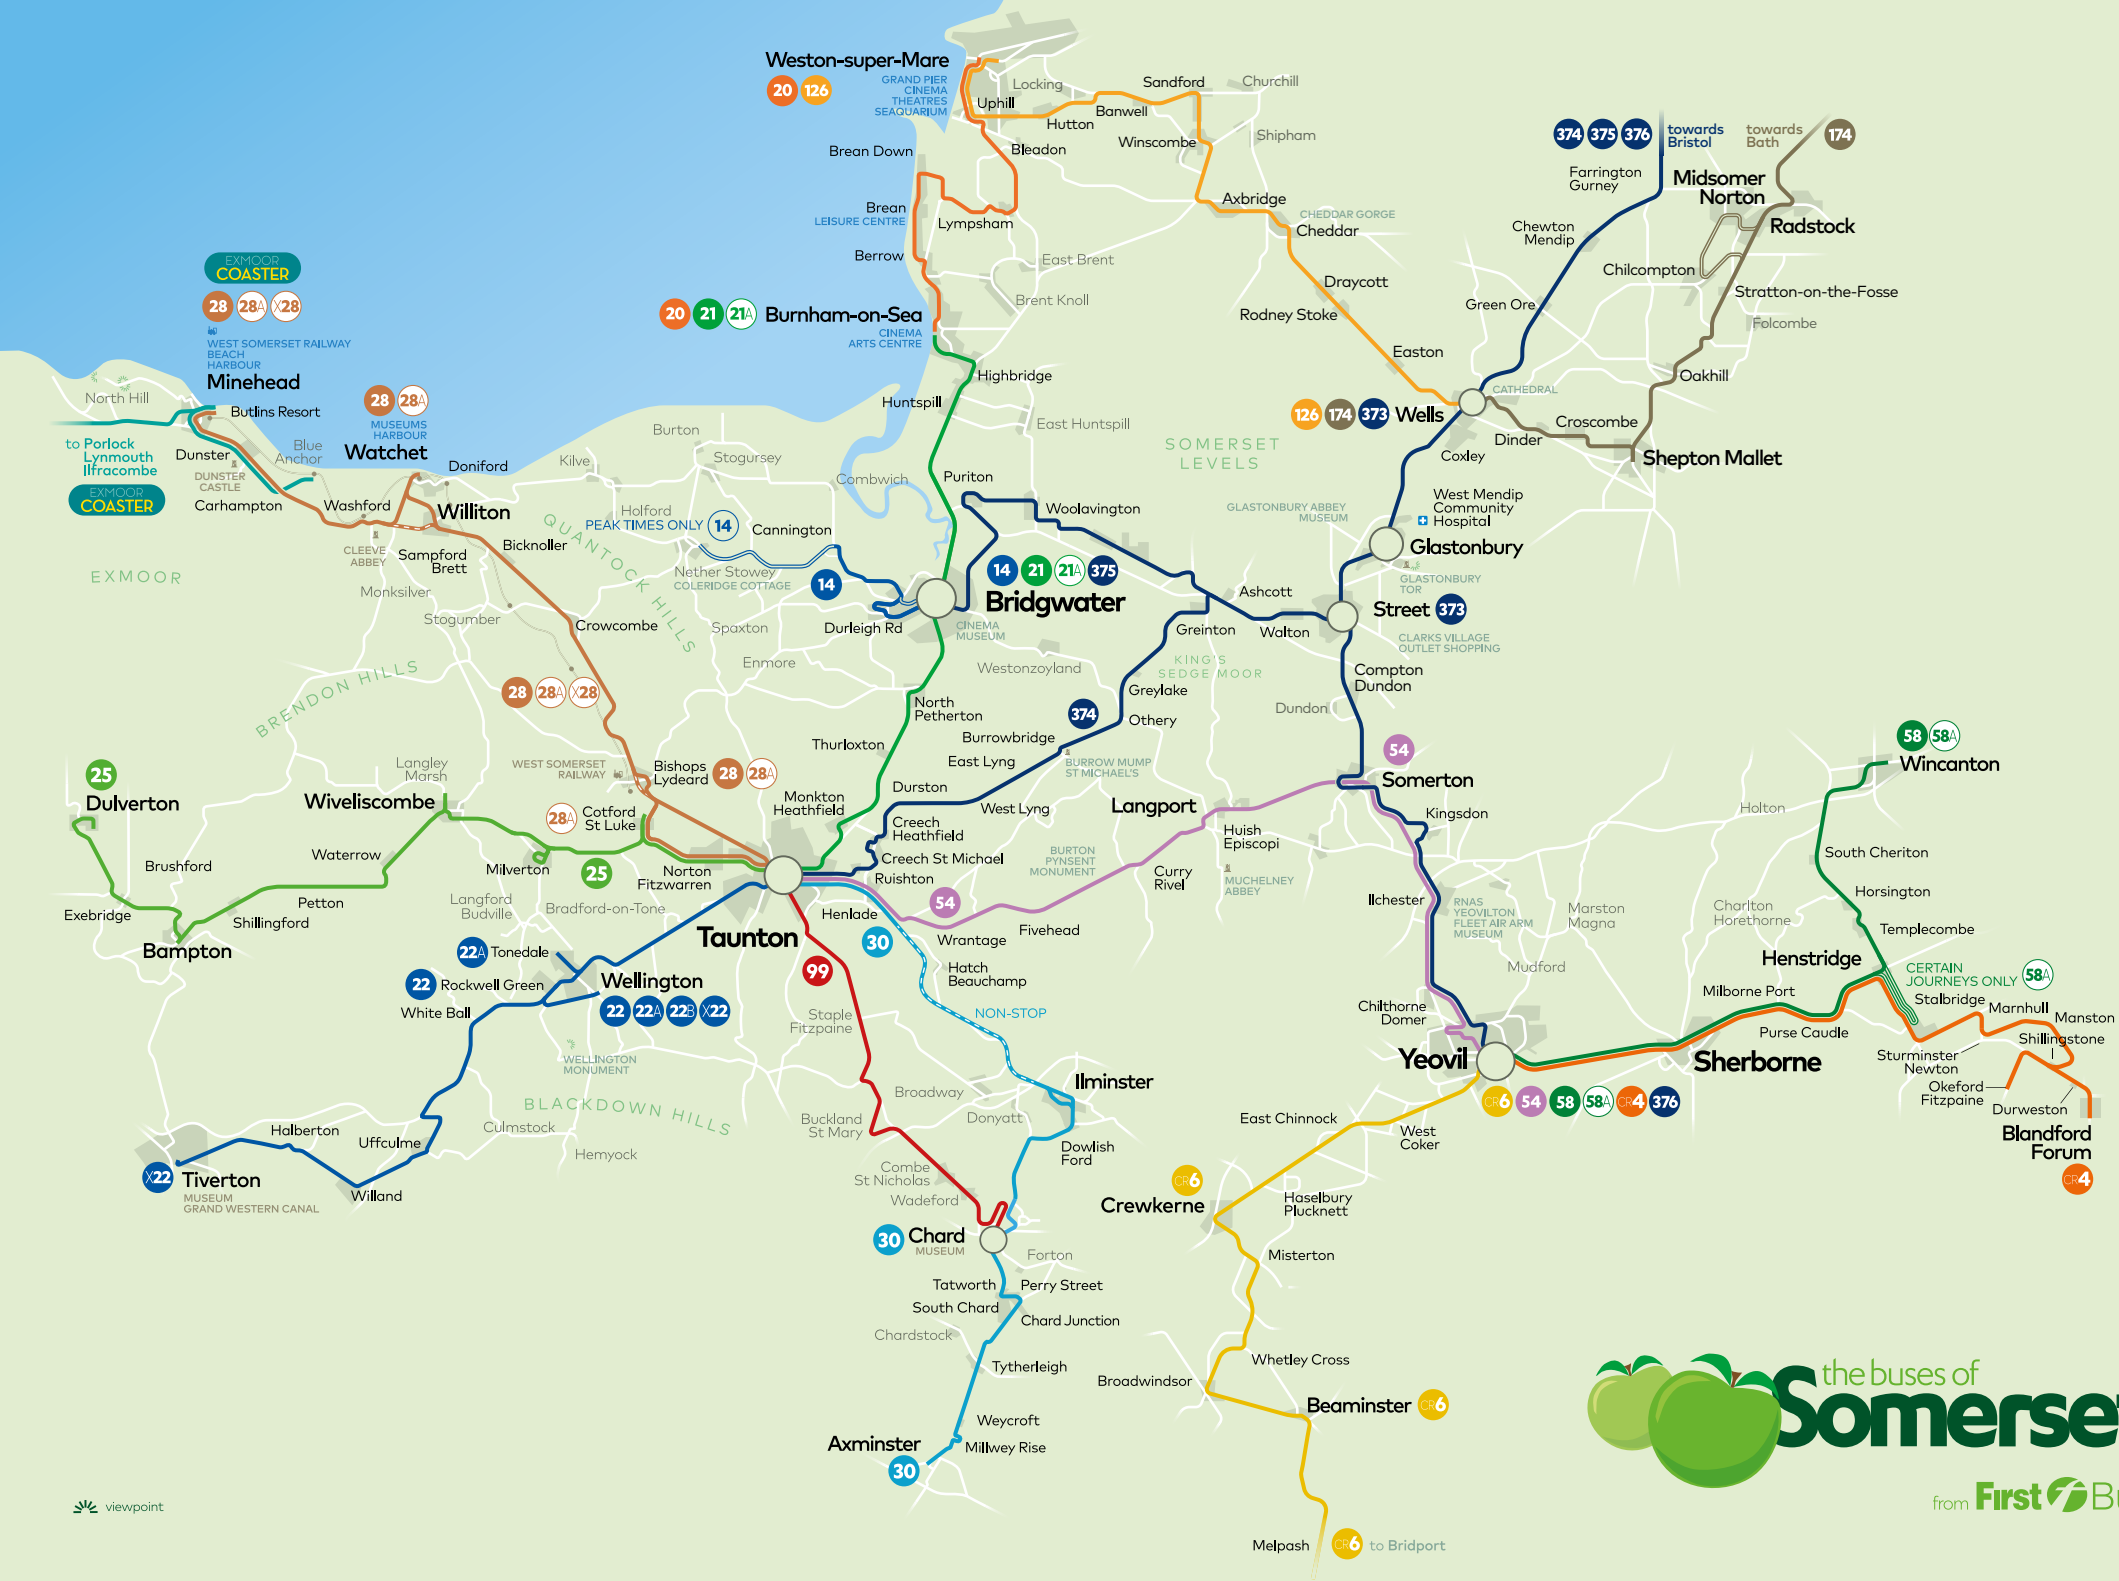 Weston-super-Mare
20 126
GRAND PIER
CINEMA
THEATRES
SEAQUARIUM
Locking
Uphill
Hutton
Banwell
Sandford
Churchill
Winscombe
Shipham
Bleadon
Brean Down
Brean
LEISURE CENTRE
Lympsham
Berrow
East Brent
Brent Knoll
Axbridge
CHEDDAR GORGE
Cheddar
Draycott
Rodney Stoke
Easton
374 375 376
towards
Bristol
towards
Bath
174
Farrington
Gurney
Midsomer
Norton
Radstock
Chewton
Mendip
Chilcompton
Green Ore
Stratton-on-the-Fosse
Folcombe
Oakhill
CATHEDRAL
126 174 373 Wells
Croscombe
Dinder
Shepton Mallet
Coxley
West Mendip
Community
Hospital
SOMERSET
LEVELS
GLASTONBURY ABBEY
MUSEUM
Glastonbury
GLASTONBURY
TOR
Street 373
CLARKS VILLAGE
OUTLET SHOPPING
EXMOOR
COASTER
28 28A X28
WEST SOMERSET RAILWAY
BEACH
HARBOUR
Minehead
North Hill
Butlins Resort
to Porlock
Lynmouth
Ilfracombe
EXMOOR
COASTER
Dunster
DUNSTER
CASTLE
Blue
Anchor
Carhampton
28 28A
MUSEUMS
HARBOUR
Watchet
Doniford
Washford
Williton
CLEEVE
ABBEY
Sampford
Brett
Bicknoller
EXMOOR
Monksilver
Stogumber
Crowcombe
QUANTOCK HILLS
BRENDON HILLS
28 28A X28
20 21 21A Burnham-on-Sea
CINEMA
ARTS CENTRE
Highbridge
Huntspill
East Huntspill
Burton
Kilve
Stogursey
Combwich
Puriton
Woolavington
Holford
PEAK TIMES ONLY 14
Cannington
Nether Stowey
COLERIDGE COTTAGE
14
14 21 21A 375
Bridgwater
CINEMA
MUSEUM
Durleigh Rd
Spaxton
Enmore
Westonzoyland
Ashcott
Greinton
Walton
KING'S
SEDGE MOOR
Compton
Dundon
Dundon
Greylake
Othery
374
Burrowbridge
BURROW MUMP
ST MICHAEL'S
East Lyng
West Lyng
North
Petherton
Thurloxton
Durston
Monkton
Heathfield
Creech
Heathfield
Creech St Michael
Ruishton
Langport
Huish
Episcopi
BURTON
PYNSENT
MONUMENT
Curry
Rivel
MUCHELNEY
ABBEY
54
Somerton
Kingsdon
Ilchester
RNAS
YEOVILTON
FLEET AIR ARM
MUSEUM
Marston
Magna
Mudford
Chilthorne
Domer
Yeovil
CR6 54 58 58A CR4 376
58 58A
Wincanton
Holton
South Cheriton
Horsington
Charlton
Horethorne
Templecombe
Henstridge
CERTAIN
JOURNEYS ONLY 58A
Milborne Port
Purse Caudle
Sherborne
Stalbridge
Marnhull
Manston
Shillingstone
Sturminster
Newton
Okeford
Fitzpaine
Durweston
Blandford
Forum
CR4
25
Dulverton
Langley
Marsh
Wiveliscombe
WEST SOMERSET
RAILWAY
Bishops
Lydeard
28 28A
28A
Cotford
St Luke
Brushford
Waterrow
Milverton
25
Norton
Fitzwarren
Exebridge
Petton
Shillingford
Bampton
Langford
Budville
Bradford-on-Tone
Taunton
99
Henlade
30
54
Wrantage
Fivehead
Hatch
Beauchamp
NON-STOP
22A Tonedale
22 Rockwell Green
White Ball
Wellington
22 22A 22B X22
WELLINGTON
MONUMENT
BLACKDOWN HILLS
Staple
Fitzpaine
Broadway
Ilminster
Donyatt
Dowlish
Ford
Buckland
St Mary
Combe
St Nicholas
Wadeford
Halberton
Uffculme
Culmstock
Hemyock
X22
Tiverton
MUSEUM
GRAND WESTERN CANAL
Willand
30 Chard
MUSEUM
Forton
Tatworth
Perry Street
South Chard
Chard Junction
Chardstock
Tytherleigh
Weycroft
Millwey Rise
Axminster
30
East Chinnock
West
Coker
CR6
Crewkerne
Haselbury
Plucknett
Misterton
Whetley Cross
Broadwindsor
Beaminster CR6
Melpash
CR6 to Bridport
viewpoint
the buses of
Somerset
from First Bu